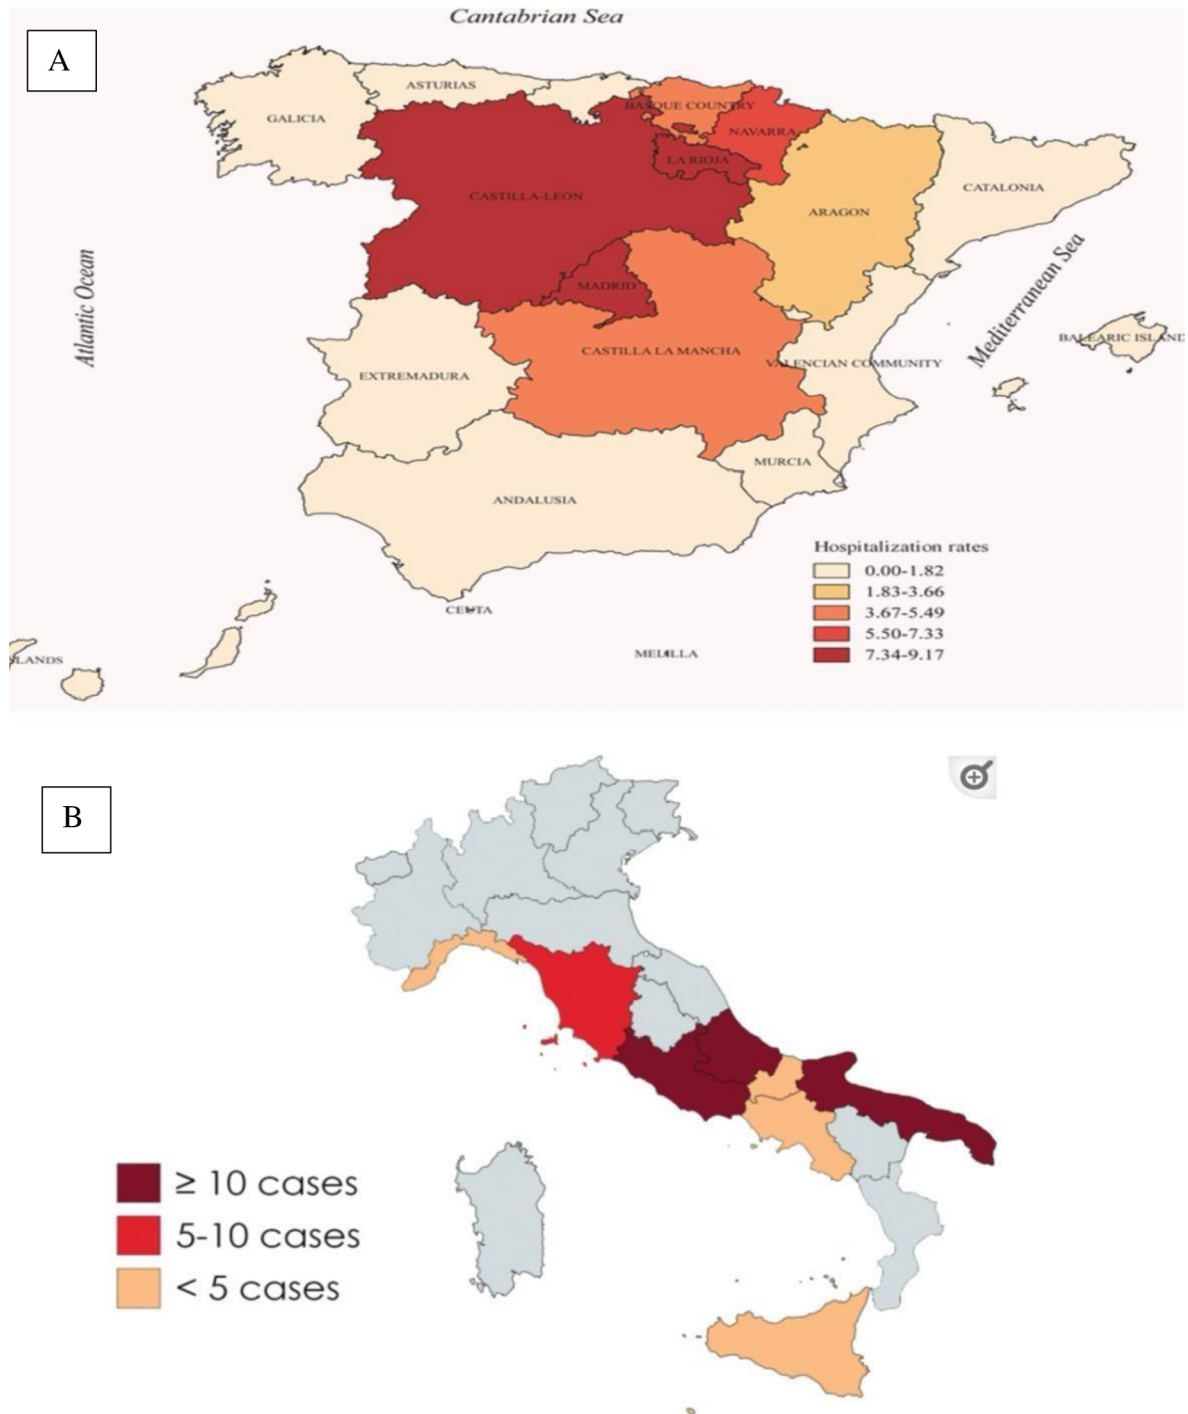 Cantabrian Sea
A
ASTURIAS
GALICIA
BASQUE COUNTRY
NAVARRA
LA RIOJA
CASTILLA-LEÓN
ARAGON
CATALONIA
Atlantic Ocean
Mediterranean Sea
MADRID
CASTILLA LA MANCHA
VALENCIAN COMMUNITY
BALEARIC ISLAND
EXTREMADURA
MURCIA
ANDALUSIA
Hospitalization rates
0.00-1.82
1.83-3.66
3.67-5.49
5.50-7.33
7.34-9.17
CEUTA
MELILLA
LANDS
B
≥ 10 cases
5-10 cases
< 5 cases